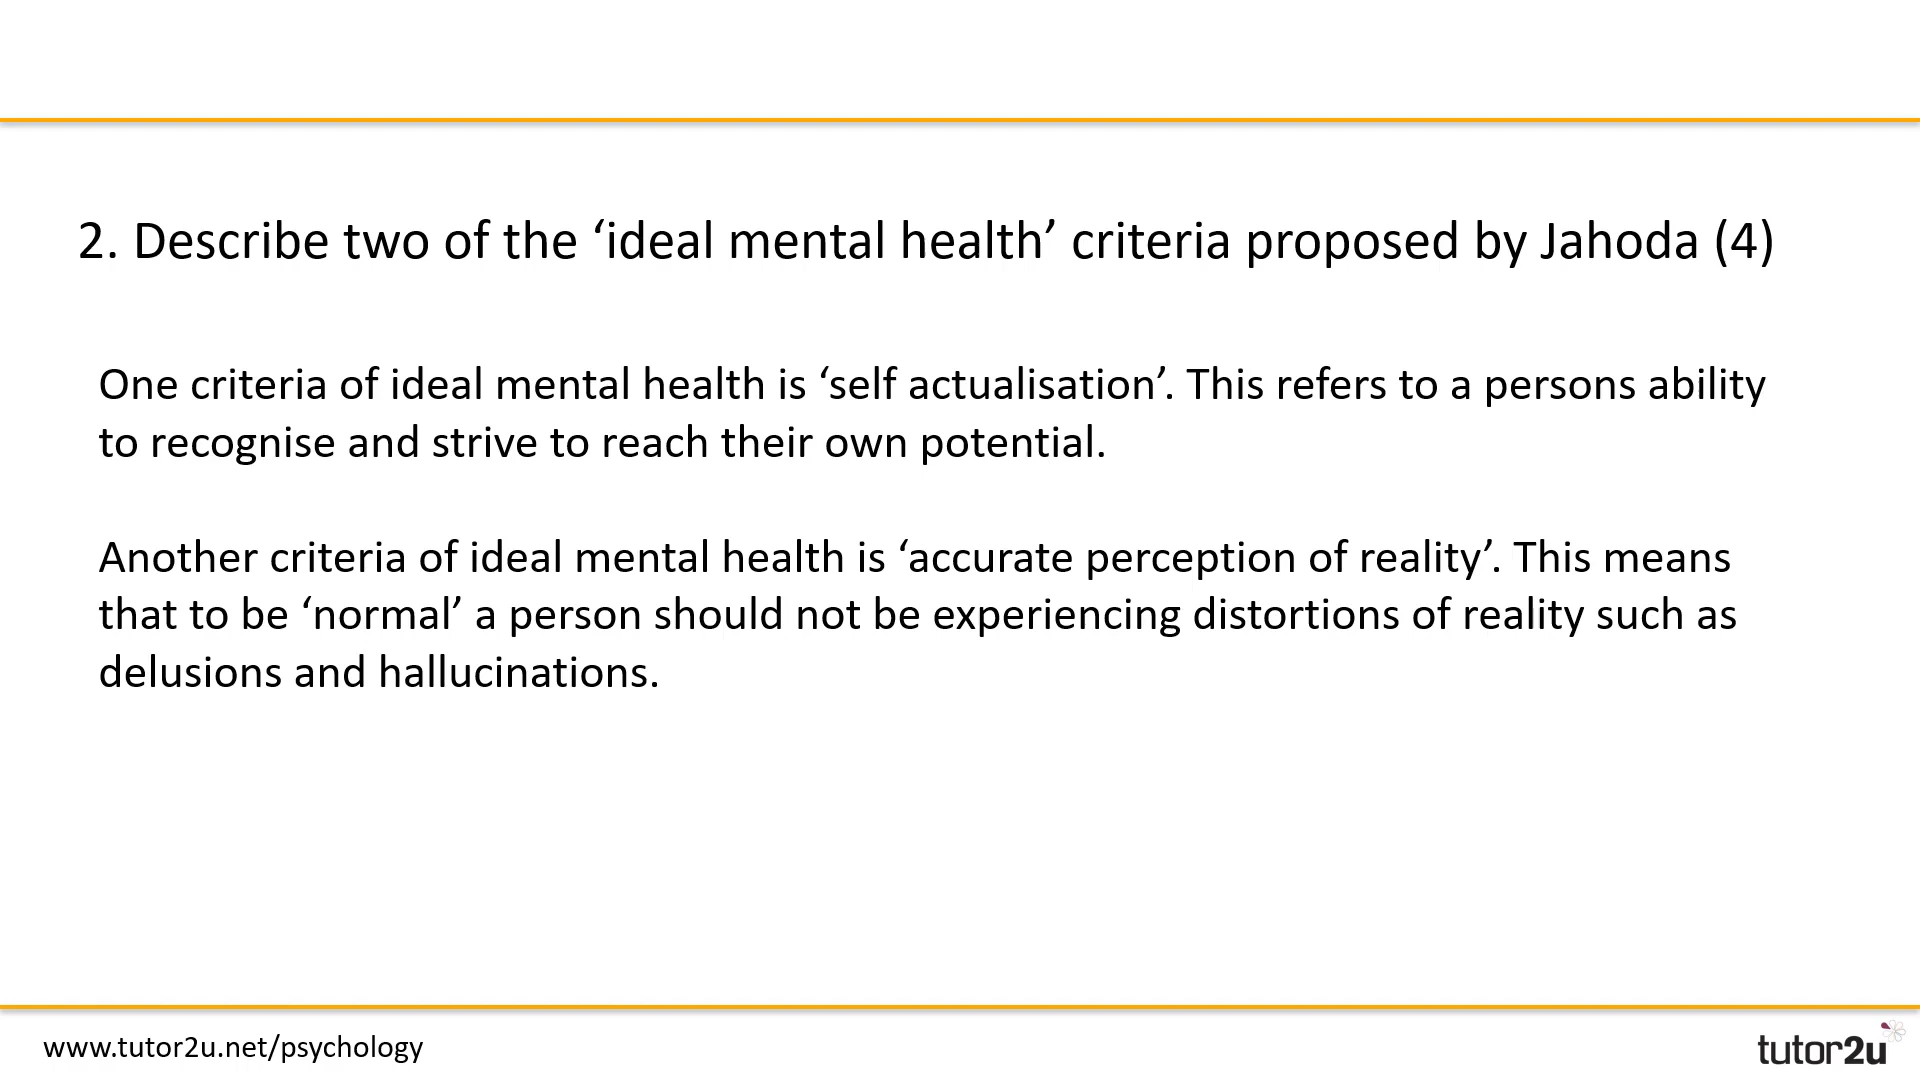 2. Describe two of the ‘ideal mental health’ criteria proposed by Jahoda (4)
One criteria of ideal mental health is ‘self actualisation’. This refers to a persons ability
to recognise and strive to reach their own potential.
Another criteria of ideal mental health is ‘accurate perception of reality’. This means
that to be ‘normal’ a person should not be experiencing distortions of reality such as
delusions and hallucinations.
www.tutor2u.net/psychology
tutor2u